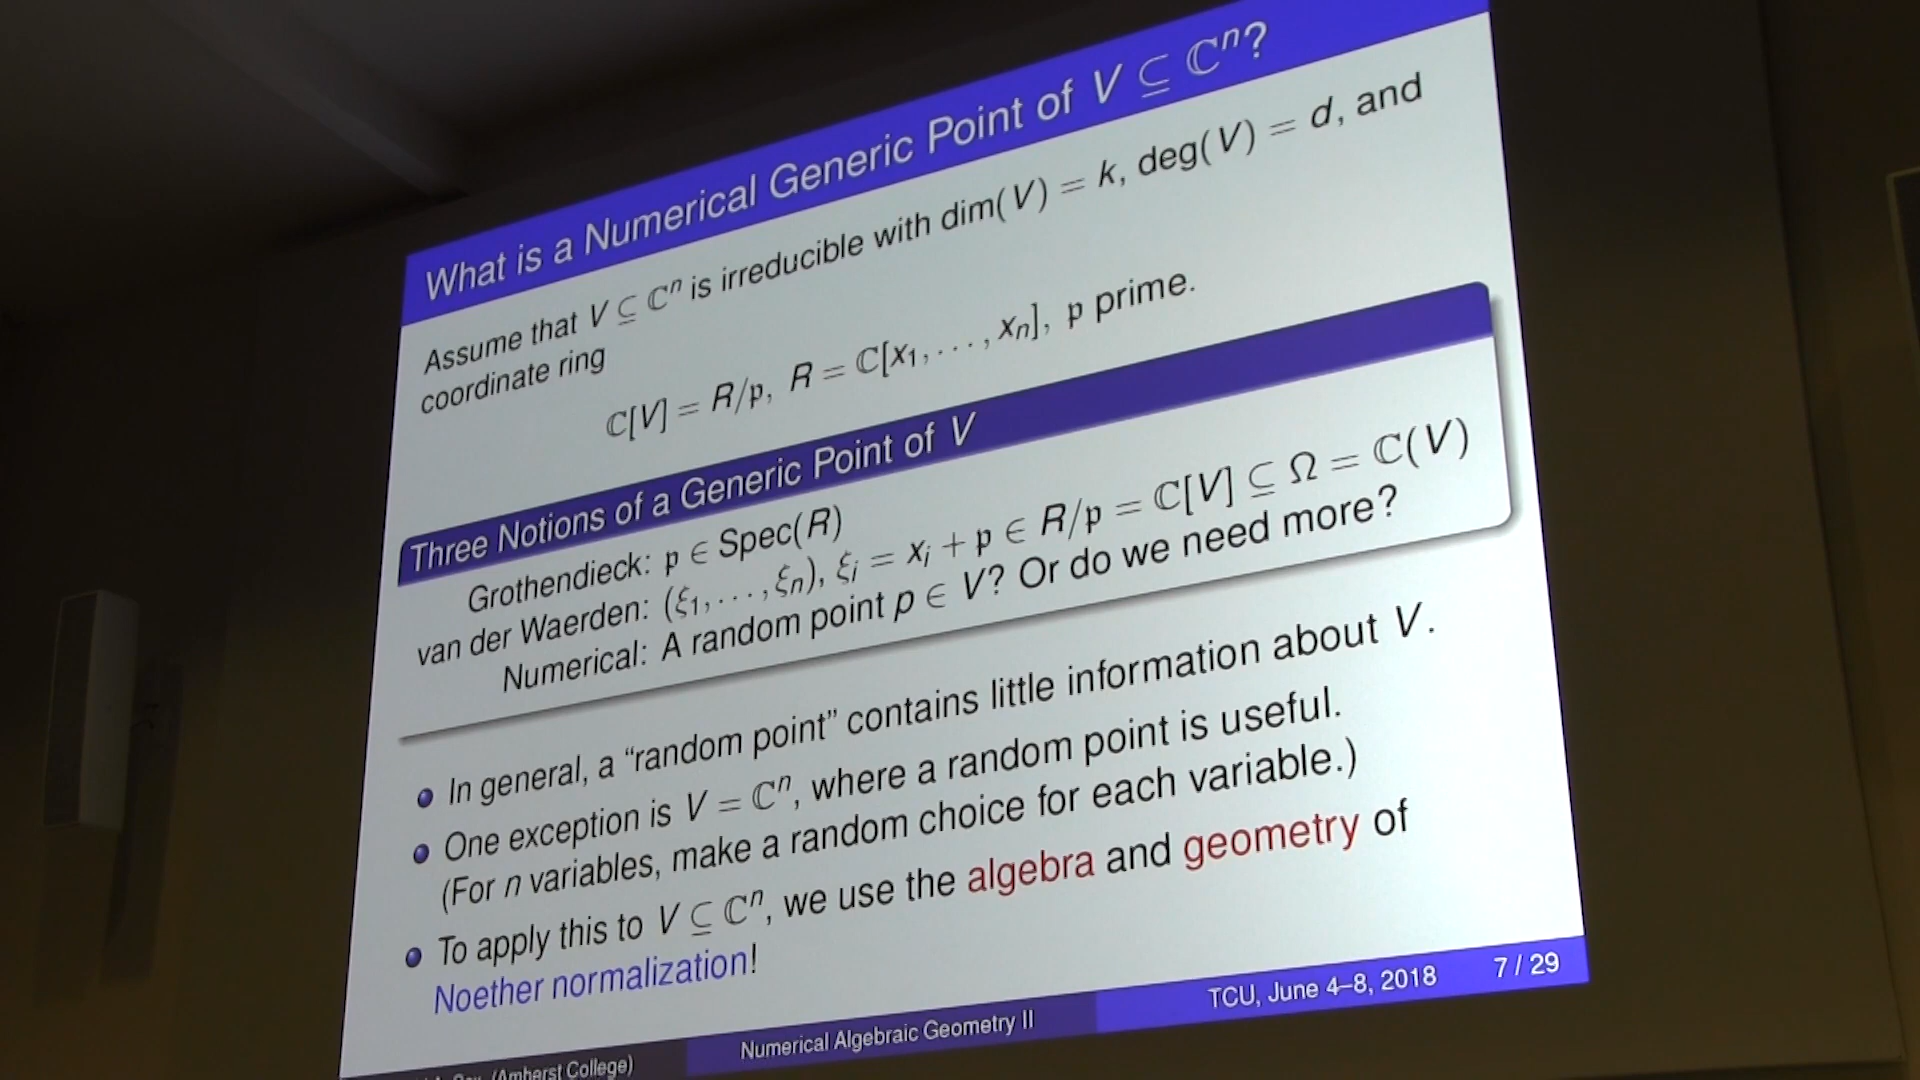 What is a Numerical Generic Point of V ⊆ ℂⁿ?
Assume that V ⊆ ℂⁿ is irreducible with dim(V) = k, deg(V) = d, and
coordinate ring
ℂ[V] = R/𝔭, R = ℂ[x₁, . . . , xₙ], 𝔭 prime.
Three Notions of a Generic Point of V
Grothendieck: 𝔭 ∈ Spec(R)
van der Waerden: (ξ₁, . . . , ξₙ), ξᵢ = xᵢ + 𝔭 ∈ R/𝔭 = ℂ[V] ⊆ Ω = ℂ(V)
Numerical: A random point p ∈ V? Or do we need more?
In general, a “random point” contains little information about V.
One exception is V = ℂⁿ, where a random point is useful.
(For n variables, make a random choice for each variable.)
To apply this to V ⊆ ℂⁿ, we use the algebra and geometry of
Noether normalization!
(Amherst College)
Numerical Algebraic Geometry II
TCU, June 4–8, 2018
7 / 29